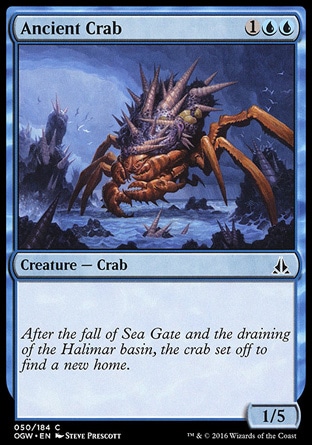 Ancient Crab 1
Creature — Crab
After the fall of Sea Gate and the draining
of the Halimar basin, the crab set off to
find a new home.
1/5
050/184 C
OGW • EN Steve Prescott ™ & © 2016 Wizards of the Coast